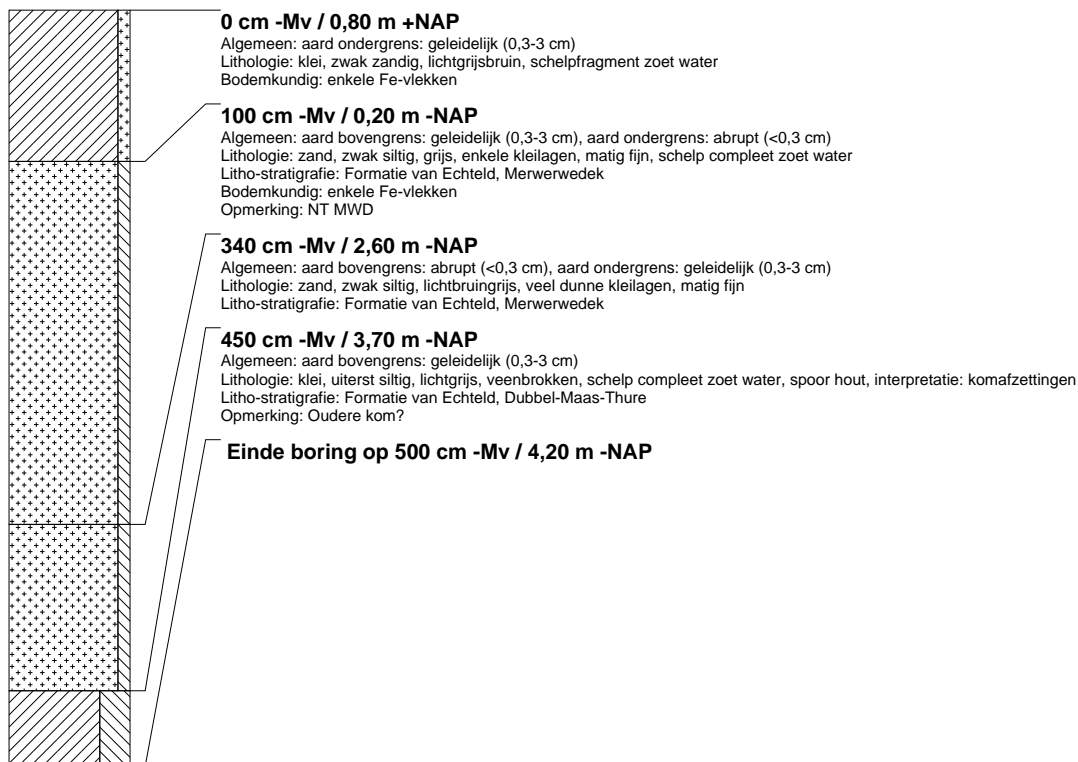 0 cm -Mv / 0,80 m +NAP
Algemeen: aard ondergrens: geleidelijk (0,3-3 cm)
Lithologie: klei, zwak zandig, lichtgrijsbruin, schelpfragment zoet water
Bodemkundig: enkele Fe-vlekken
100 cm -Mv / 0,20 m -NAP
Algemeen: aard bovengrens: geleidelijk (0,3-3 cm), aard ondergrens: abrupt (<0,3 cm)
Lithologie: zand, zwak siltig, grijs, enkele kleilagen, matig fijn, schelp compleet zoet water
Litho-stratigrafie: Formatie van Echteld, Merwerwedek
Bodemkundig: enkele Fe-vlekken
Opmerking: NT MWD
340 cm -Mv / 2,60 m -NAP
Algemeen: aard bovengrens: abrupt (<0,3 cm), aard ondergrens: geleidelijk (0,3-3 cm)
Lithologie: zand, zwak siltig, lichtbruingrijs, veel dunne kleilagen, matig fijn
Litho-stratigrafie: Formatie van Echteld, Merwerwedek
450 cm -Mv / 3,70 m -NAP
Algemeen: aard bovengrens: geleidelijk (0,3-3 cm)
Lithologie: klei, uiterst siltig, lichtgrijs, veenbrokken, schelp compleet zoet water, spoor hout, interpretatie: komafzettingen
Litho-stratigrafie: Formatie van Echteld, Dubbel-Maas-Thure
Opmerking: Oudere kom?
Einde boring op 500 cm -Mv / 4,20 m -NAP